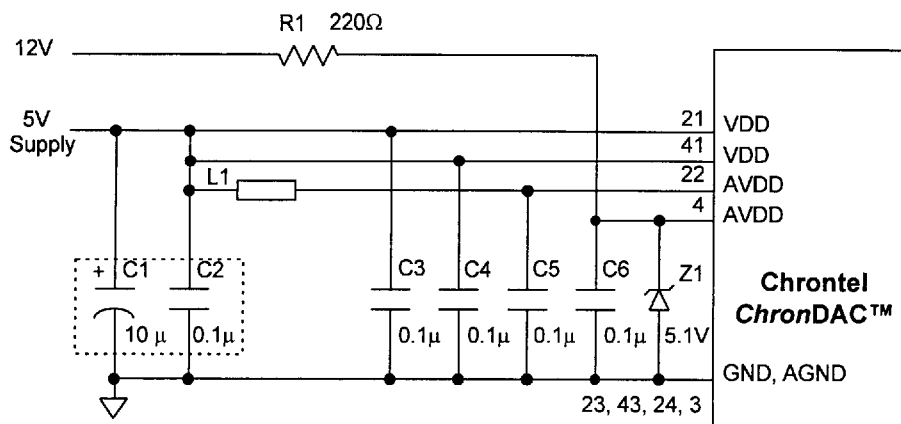 R1 220Ω
12V
5V
Supply
21 VDD
41 VDD
22 AVDD
4 AVDD
L1
+ C1 C2 C3 C4 C5 C6 Z1
10 µ 0.1µ 0.1µ 0.1µ 0.1µ 0.1µ 5.1V
Chrontel
ChronDAC™
GND, AGND
23, 43, 24, 3